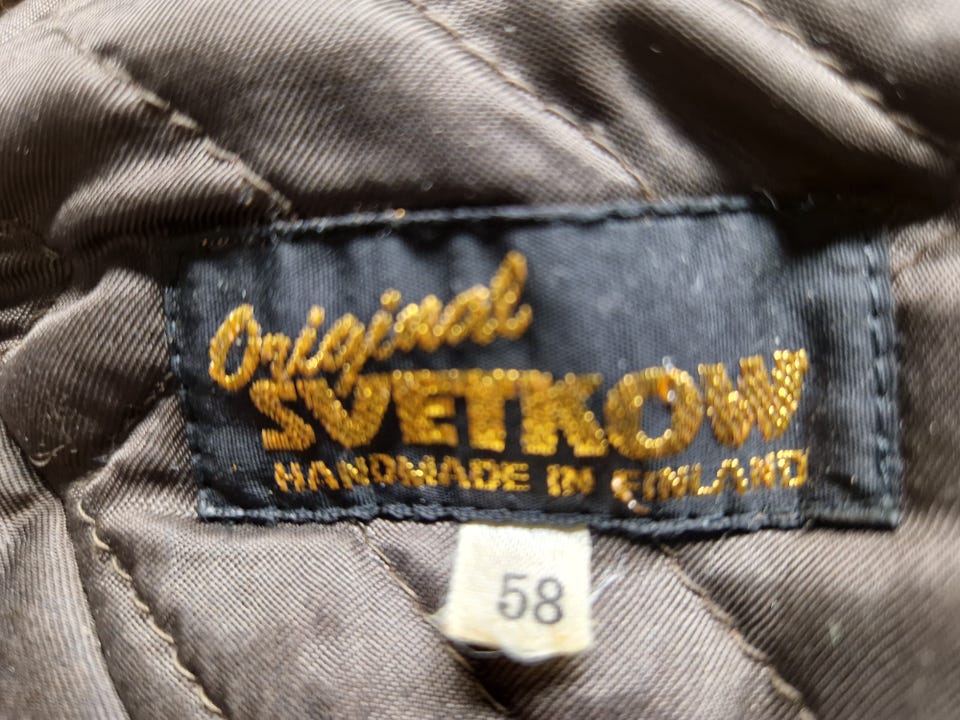 Original
SVETKOW
HANDMADE IN FINLAND
58